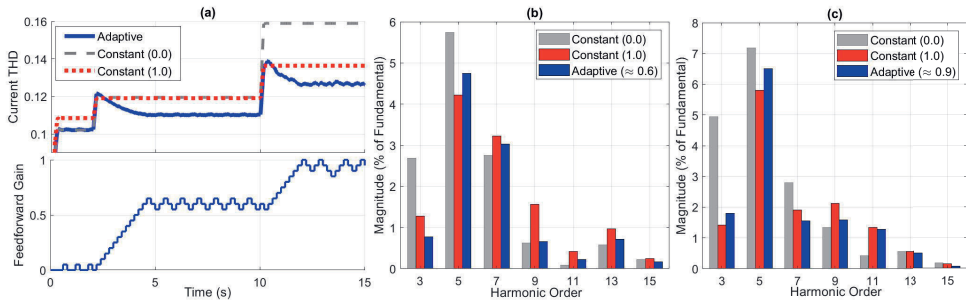 (a)
Current THD
0.16
0.14
0.12
0.1
Adaptive
Constant (0.0)
Constant (1.0)
Feedforward Gain
1
0.5
0
0
5
10
15
Time (s)
(b)
Magnitude (% of Fundamental)
6
5
4
3
2
1
0
Constant (0.0)
Constant (1.0)
Adaptive (≈ 0.6)
3 5 7 9 11 13 15
Harmonic Order
(c)
Magnitude (% of Fundamental)
8
7
6
5
4
3
2
1
0
Constant (0.0)
Constant (1.0)
Adaptive (≈ 0.9)
3 5 7 9 11 13 15
Harmonic Order